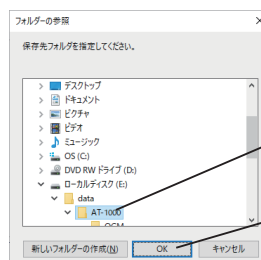 フォルダーの参照
保存先フォルダを指定してください。
デスクトップ
ドキュメント
ピクチャ
ビデオ
ミュージック
OS (C:)
DVD RW ドライブ (D:)
ローカルディスク (E:)
data
AT-1000
新しいフォルダーの作成(N) OK キャンセル